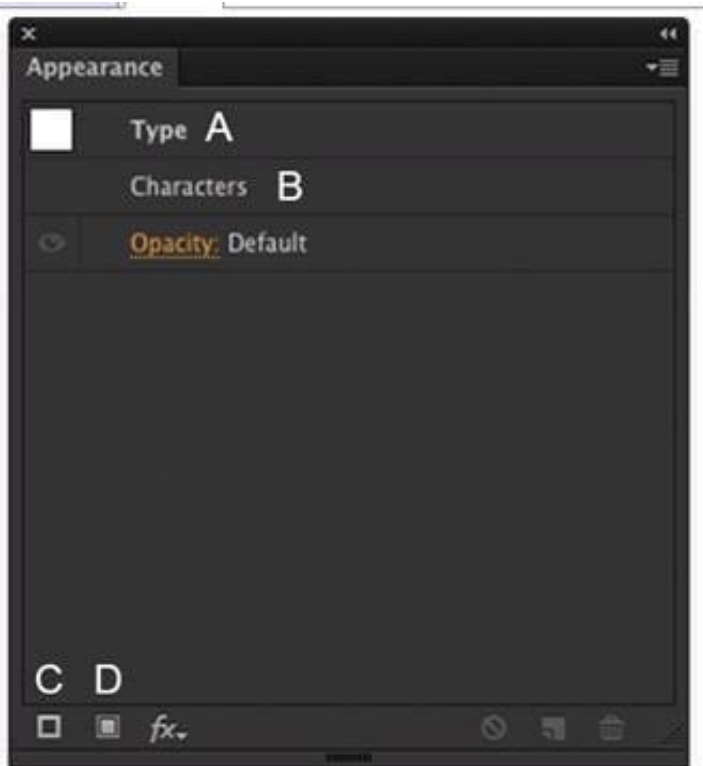 Appearance
Type A
Characters B
Opacity: Default
C D
fx